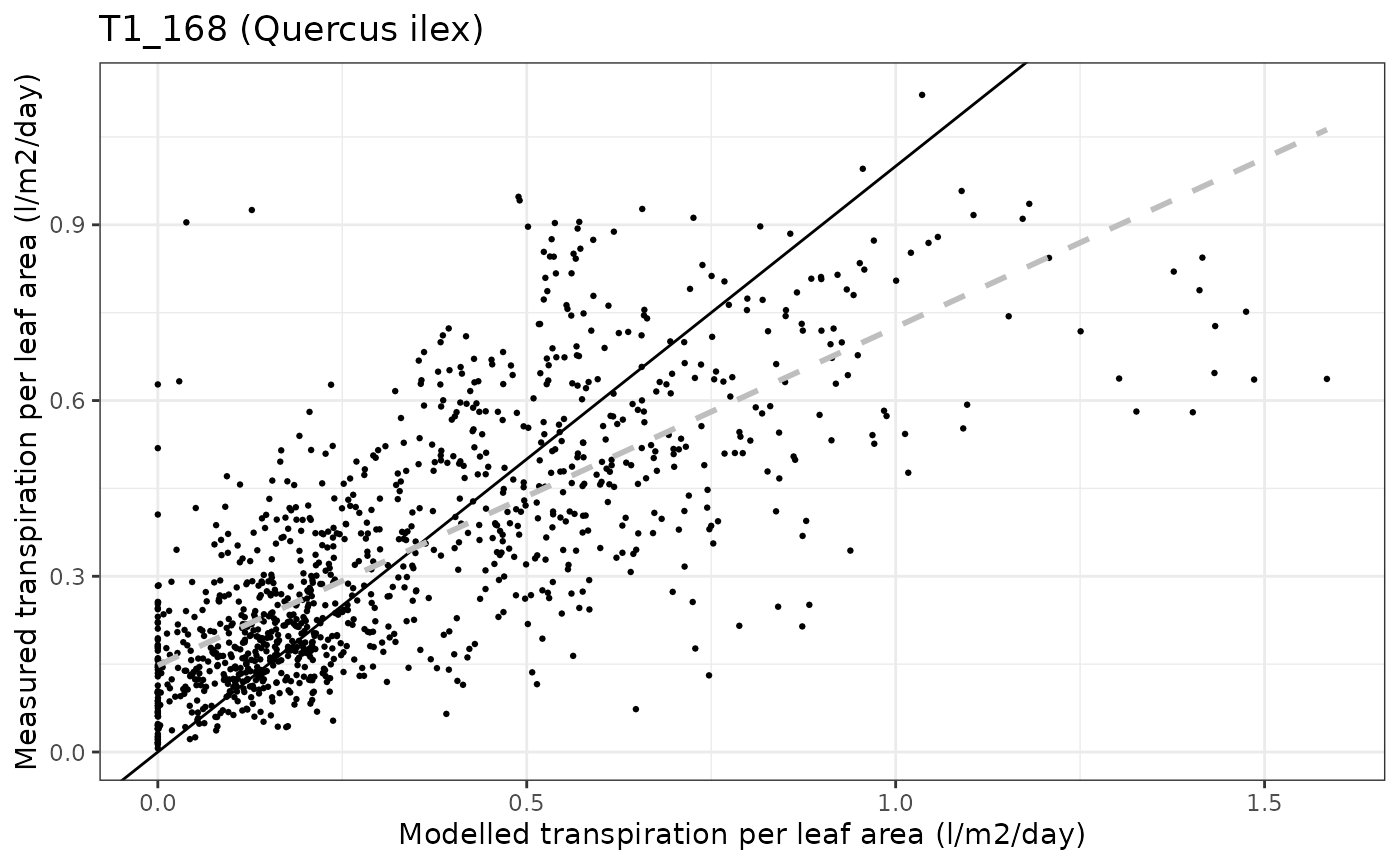 T1_168 (Quercus ilex)
Measured transpiration per leaf area (l/m2/day)
0.9
0.6
0.3
0.0
0.0 0.5 1.0 1.5
Modelled transpiration per leaf area (l/m2/day)